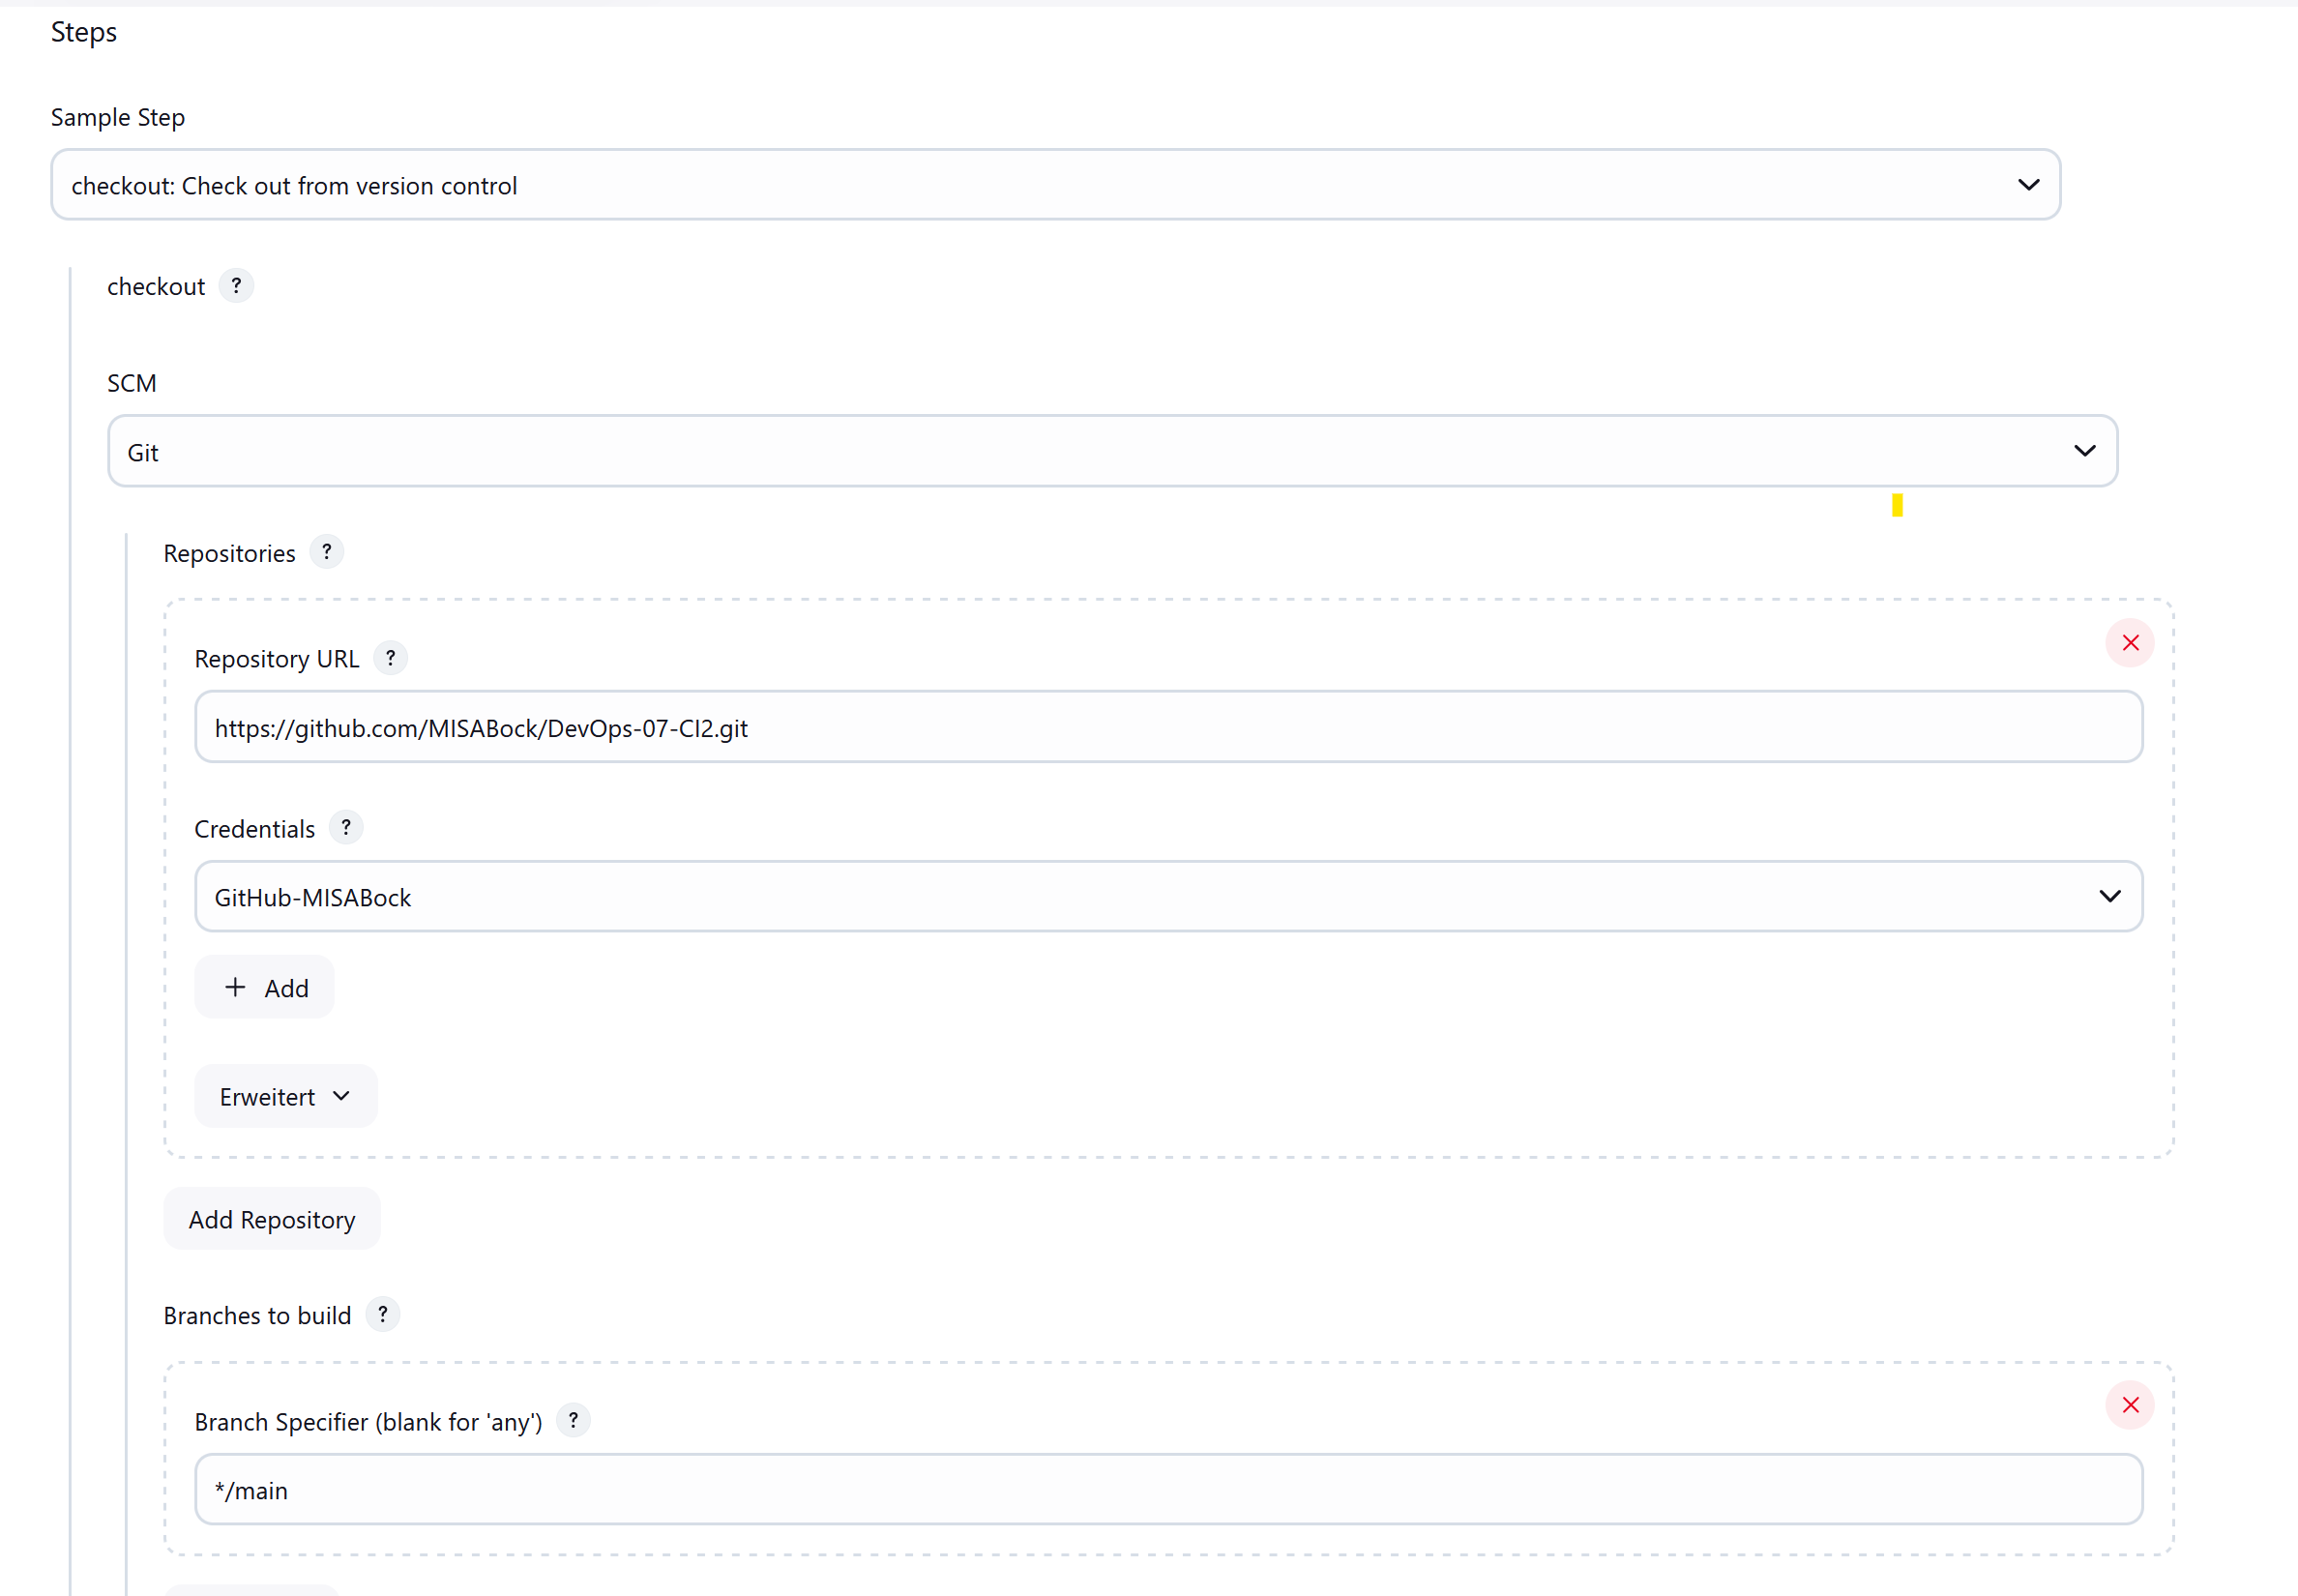 Steps
Sample Step
checkout: Check out from version control
checkout ?
SCM
Git
Repositories ?
Repository URL ?
https://github.com/MISABock/DevOps-07-CI2.git
Credentials ?
GitHub-MISABock
+ Add
Erweitert
Add Repository
Branches to build ?
Branch Specifier (blank for 'any') ?
*/main